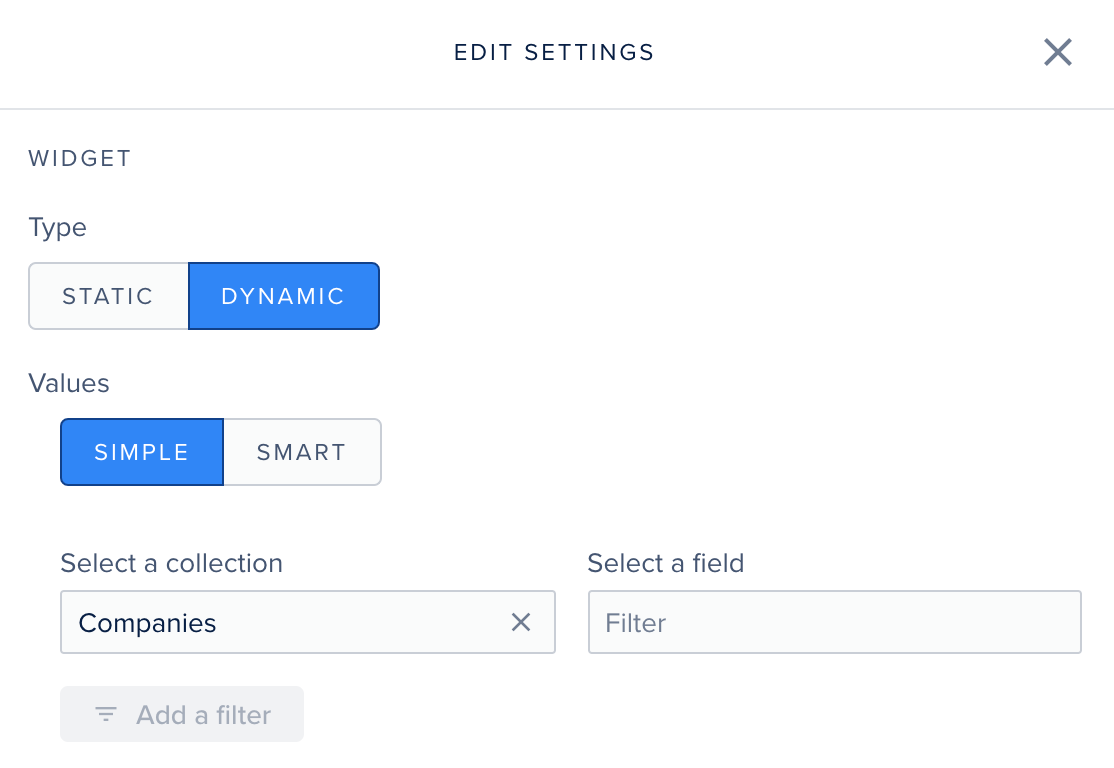 EDIT SETTINGS
WIDGET
Type
STATIC DYNAMIC
Values
SIMPLE SMART
Select a collection Select a field
Companies Filter
Add a filter